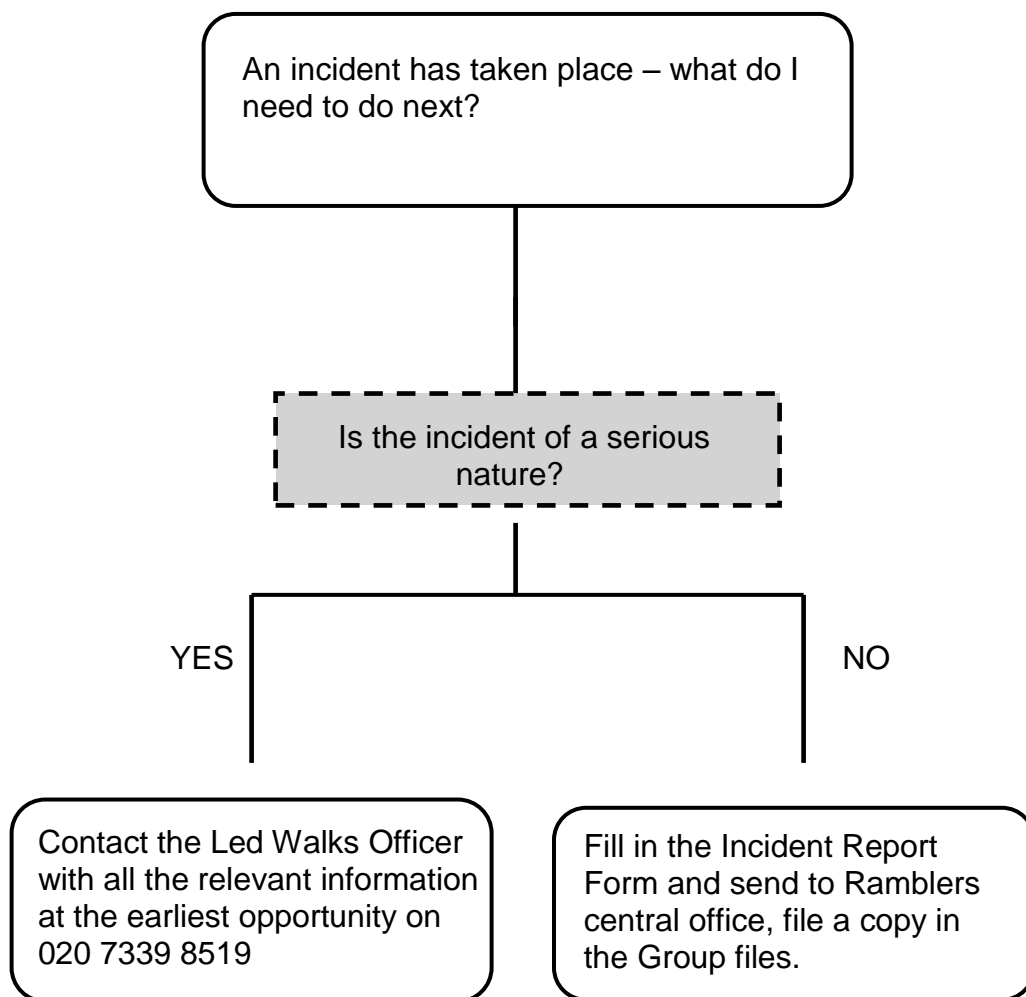 An incident has taken place – what do I
need to do next?
Is the incident of a serious
nature?
YES
NO
Contact the Led Walks Officer
with all the relevant information
at the earliest opportunity on
020 7339 8519
Fill in the Incident Report
Form and send to Ramblers
central office, file a copy in
the Group files.